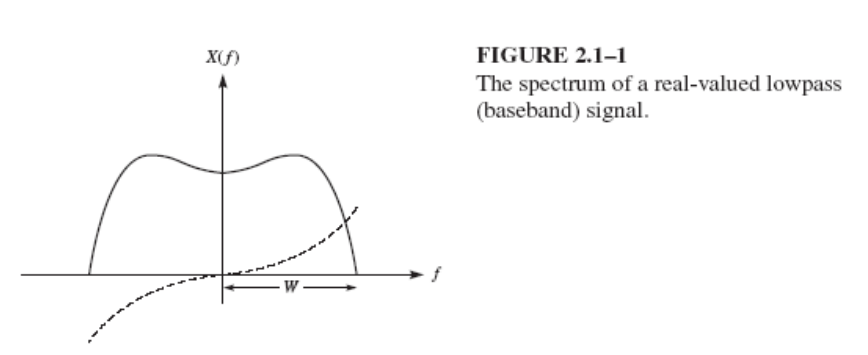 X(f)
FIGURE 2.1–1
The spectrum of a real-valued lowpass
(baseband) signal.
f
W